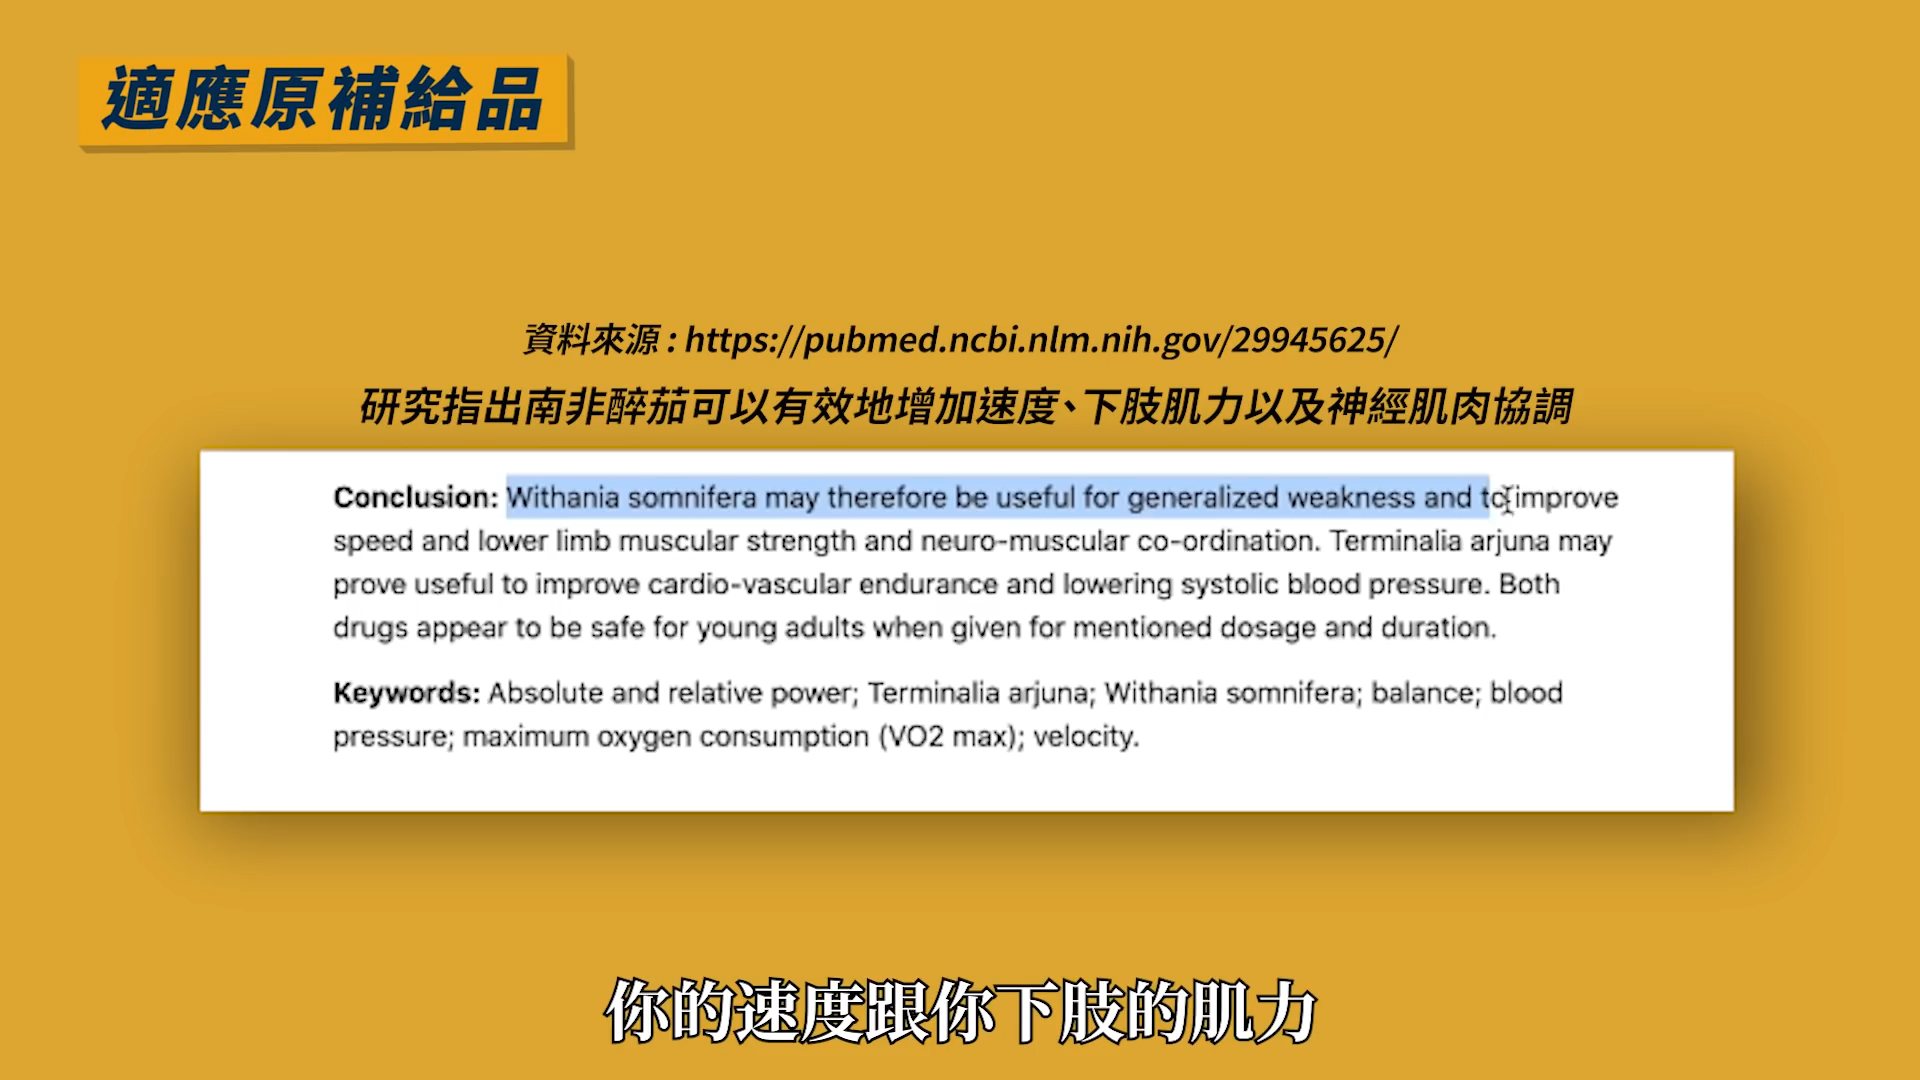 適應原補給品
資料來源 : https://pubmed.ncbi.nlm.nih.gov/29945625/
研究指出南非醉茄可以有效地增加速度、下肢肌力以及神經肌肉協調
Conclusion: Withania somnifera may therefore be useful for generalized weakness and to improve
speed and lower limb muscular strength and neuro-muscular co-ordination. Terminalia arjuna may
prove useful to improve cardio-vascular endurance and lowering systolic blood pressure. Both
drugs appear to be safe for young adults when given for mentioned dosage and duration.
Keywords: Absolute and relative power; Terminalia arjuna; Withania somnifera; balance; blood
pressure; maximum oxygen consumption (VO2 max); velocity.
你的速度跟你下肢的肌力